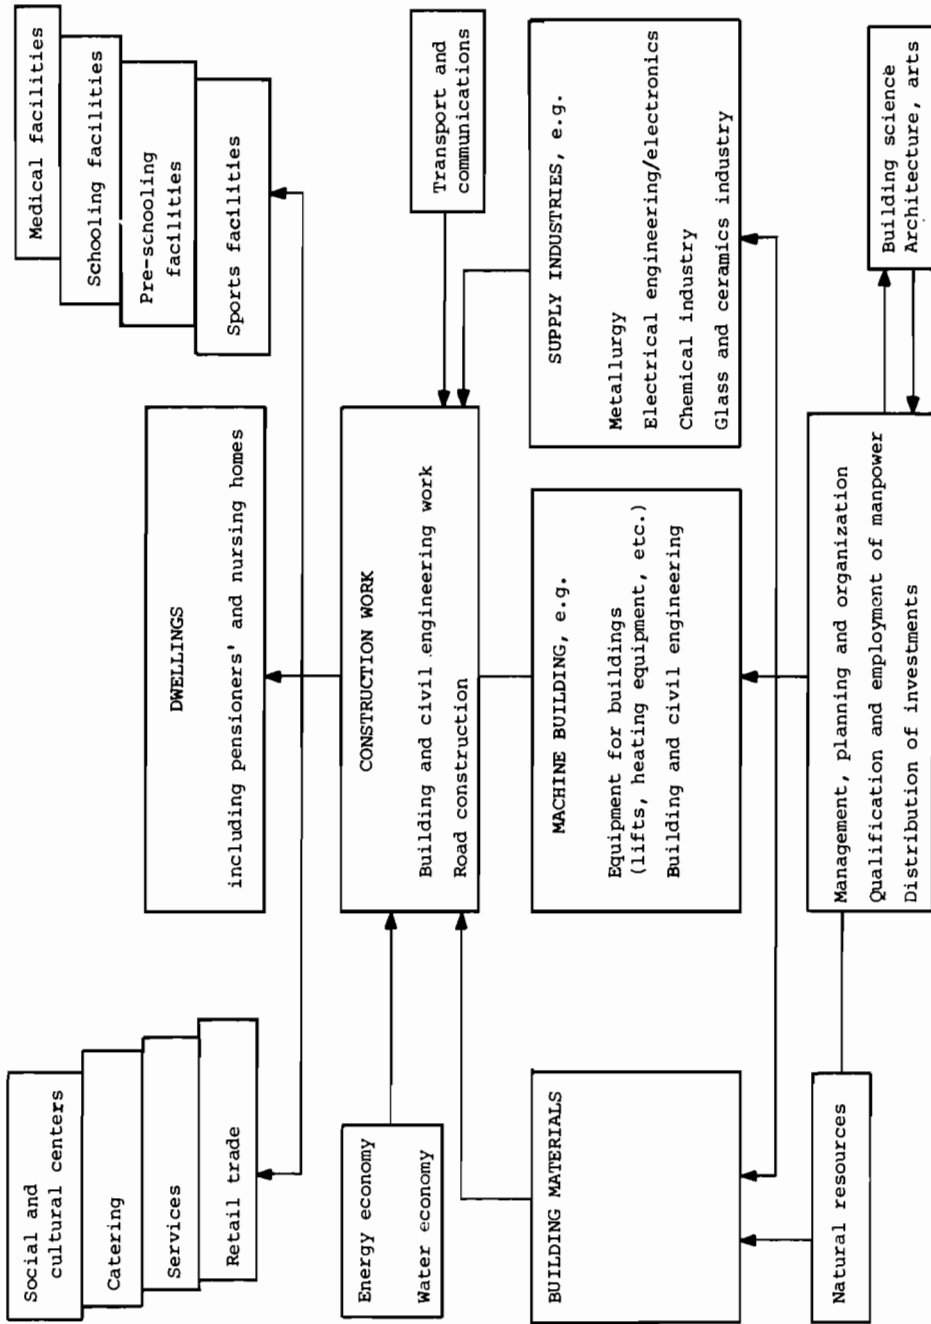 Social and
cultural centers
Catering
Services
Retail trade
DWELLINGS
including pensioners' and nursing homes
Medical facilities
Schooling facilities
Pre-schooling
facilities
Sports facilities
Energy economy
Water economy
CONSTRUCTION WORK
Building and civil engineering work
Road construction
Transport and
communications
BUILDING MATERIALS
MACHINE BUILDING, e.g.
Equipment for buildings
(lifts, heating equipment, etc.)
Building and civil engineering
SUPPLY INDUSTRIES, e.g.
Metallurgy
Electrical engineering/electronics
Chemical industry
Glass and ceramics industry
Natural resources
Management, planning and organization
Qualification and employment of manpower
Distribution of investments
Building science
Architecture, arts